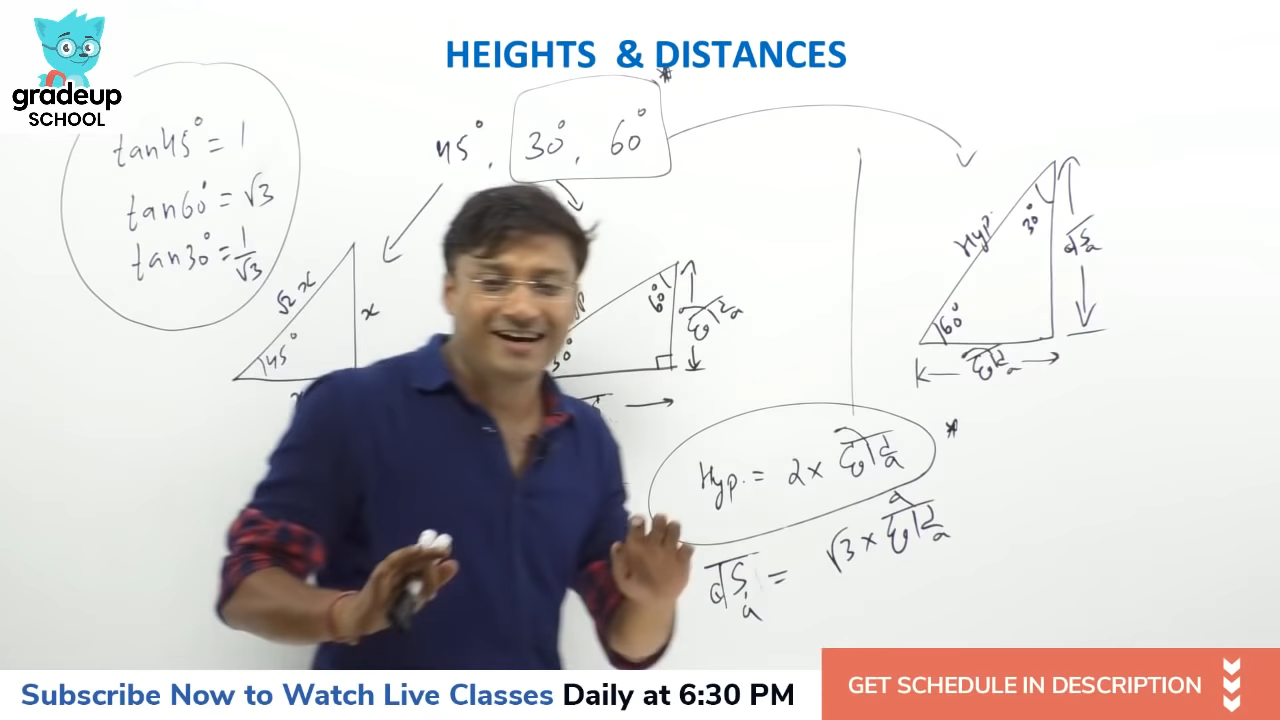 gradeup
SCHOOL
HEIGHTS & DISTANCES
tan45° = 1
tan60° = √3
tan30° = 1/√3
45°, 30°, 60° *
√2 x
x
45°
60°
छोटा
Hyp.
30°
बड़ा
60°
छोटा
Hyp. = 2 × छोटा *
बड़ा = √3 × छोटा
Subscribe Now to Watch Live Classes Daily at 6:30 PM
GET SCHEDULE IN DESCRIPTION